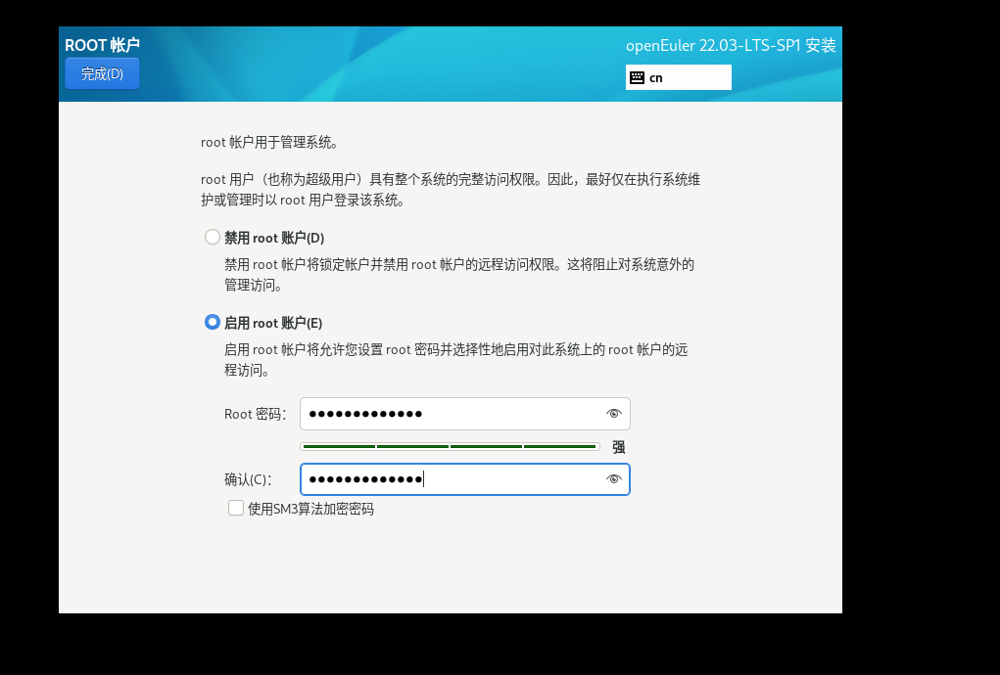 ROOT 帐户
openEuler 22.03-LTS-SP1 安装
完成(D)
cn
root 帐户用于管理系统。
root 用户（也称为超级用户）具有整个系统的完整访问权限。因此，最好仅在执行系统维
护或管理时以 root 用户登录该系统。
禁用 root 账户(D)
禁用 root 帐户将锁定帐户并禁用 root 帐户的远程访问权限。这将阻止对系统意外的
管理访问。
启用 root 账户(E)
启用 root 帐户将允许您设置 root 密码并选择性地启用对此系统上的 root 帐户的远
程访问。
Root 密码：
●●●●●●●●●●●●●
强
确认(C)：
●●●●●●●●●●●●●
使用SM3算法加密密码